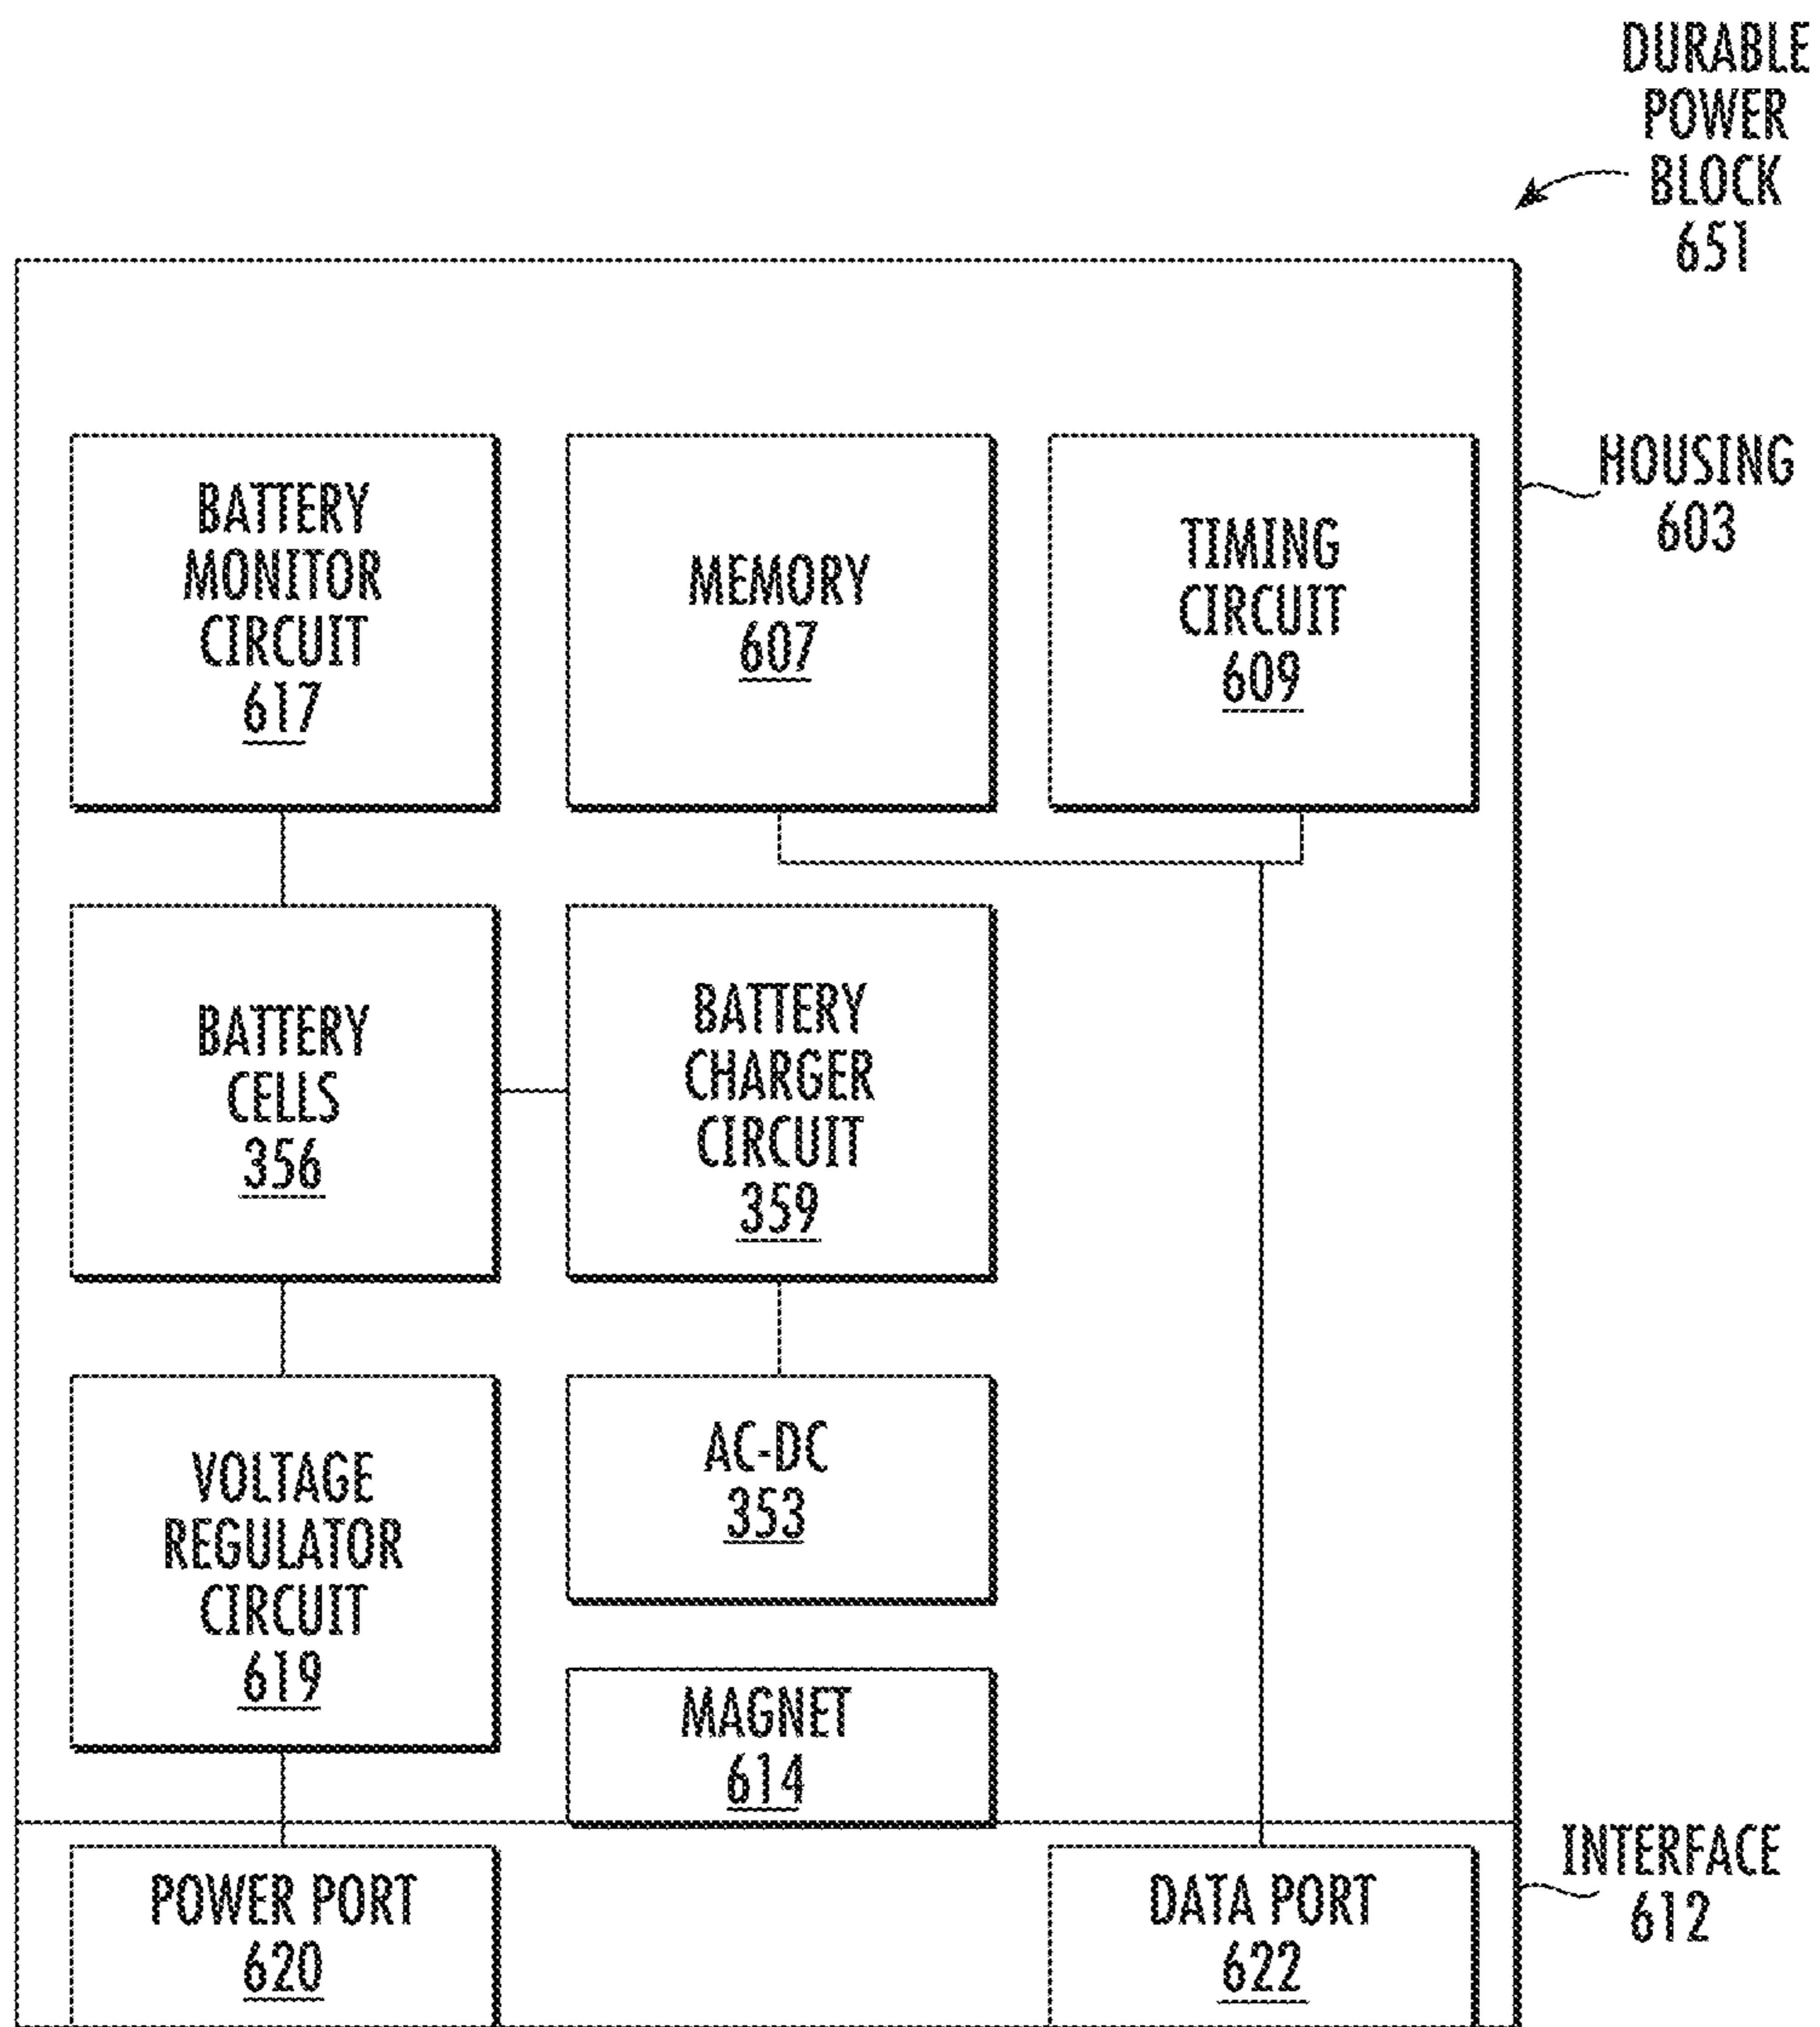 DURABLE
POWER
BLOCK
651
HOUSING
603
BATTERY
MONITOR
CIRCUIT
617
MEMORY
607
TIMING
CIRCUIT
609
BATTERY
CELLS
356
BATTERY
CHARGER
CIRCUIT
359
VOLTAGE
REGULATOR
CIRCUIT
619
AC-DC
353
MAGNET
614
INTERFACE
612
POWER PORT
620
DATA PORT
622